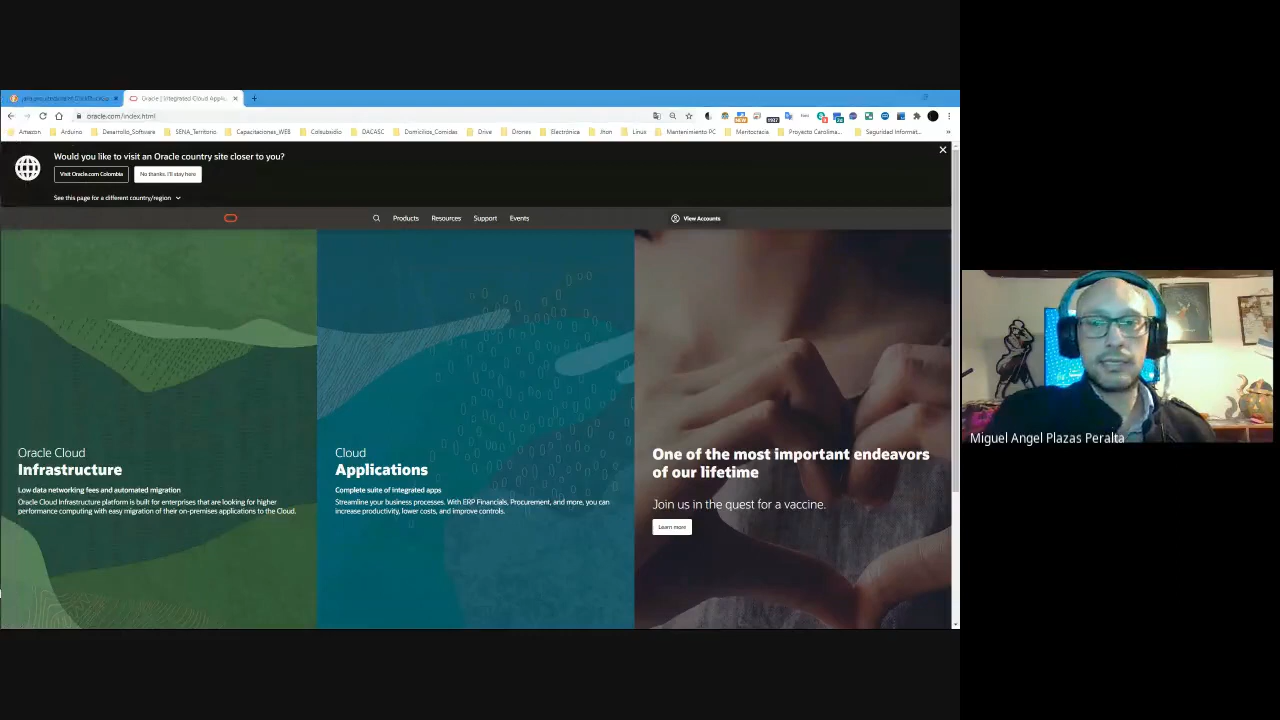 Oracle | Integrated Cloud Applic
oracle.com/index.html
Amazon
Arduino
Desarrollo_Software
SENA_Territorio
Capacitaciones_WEB
Colsubsidio
OACASC
Domicilios_Comidas
Drive
Drones
Electrónica
Jhon
Linux
Mantenimiento PC
Meritocracia
Proyecto Carolina...
Seguridad Informát...
Would you like to visit an Oracle country site closer to you?
Visit Oracle.com Colombia
No thanks, I'll stay here
See this page for a different country/region
Products
Resources
Support
Events
View Accounts
Oracle Cloud
Infrastructure
Low data networking fees and automated migration
Oracle Cloud Infrastructure platform is built for enterprises that are looking for higher
performance computing with easy migration of their on-premises applications to the Cloud.
Cloud
Applications
Complete suite of integrated apps
Streamline your business processes. With ERP Financials, Procurement, and more, you can
increase productivity, lower costs, and improve controls.
One of the most important endeavors
of our lifetime
Join us in the quest for a vaccine.
Learn more
Miguel Angel Plazas Peralta